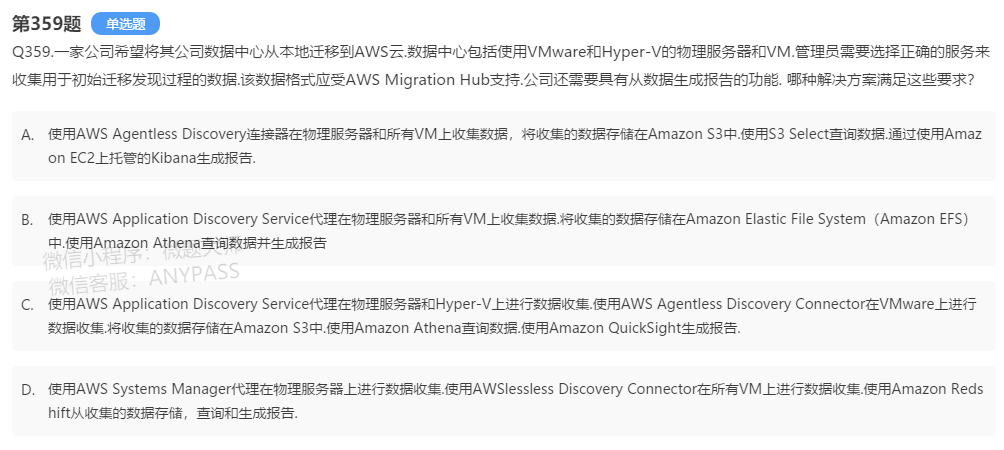 第359题 单选题
Q359.一家公司希望将其公司数据中心从本地迁移到AWS云.数据中心包括使用VMware和Hyper-V的物理服务器和VM.管理员需要选择正确的服务来
收集用于初始迁移发现过程的数据.该数据格式应受AWS Migration Hub支持.公司还需要具有从数据生成报告的功能. 哪种解决方案满足这些要求?
A. 使用AWS Agentless Discovery连接器在物理服务器和所有VM上收集数据，将收集的数据存储在Amazon S3中.使用S3 Select查询数据.通过使用Amaz
on EC2上托管的Kibana生成报告.
B. 使用AWS Application Discovery Service代理在物理服务器和所有VM上收集数据.将收集的数据存储在Amazon Elastic File System（Amazon EFS）
中.使用Amazon Athena查询数据并生成报告
微信小程序：微题大师
微信客服：ANYPASS
C. 使用AWS Application Discovery Service代理在物理服务器和Hyper-V上进行数据收集.使用AWS Agentless Discovery Connector在VMware上进行
数据收集.将收集的数据存储在Amazon S3中.使用Amazon Athena查询数据.使用Amazon QuickSight生成报告.
D. 使用AWS Systems Manager代理在物理服务器上进行数据收集.使用AWSlessless Discovery Connector在所有VM上进行数据收集.使用Amazon Reds
hift从收集的数据存储，查询和生成报告.